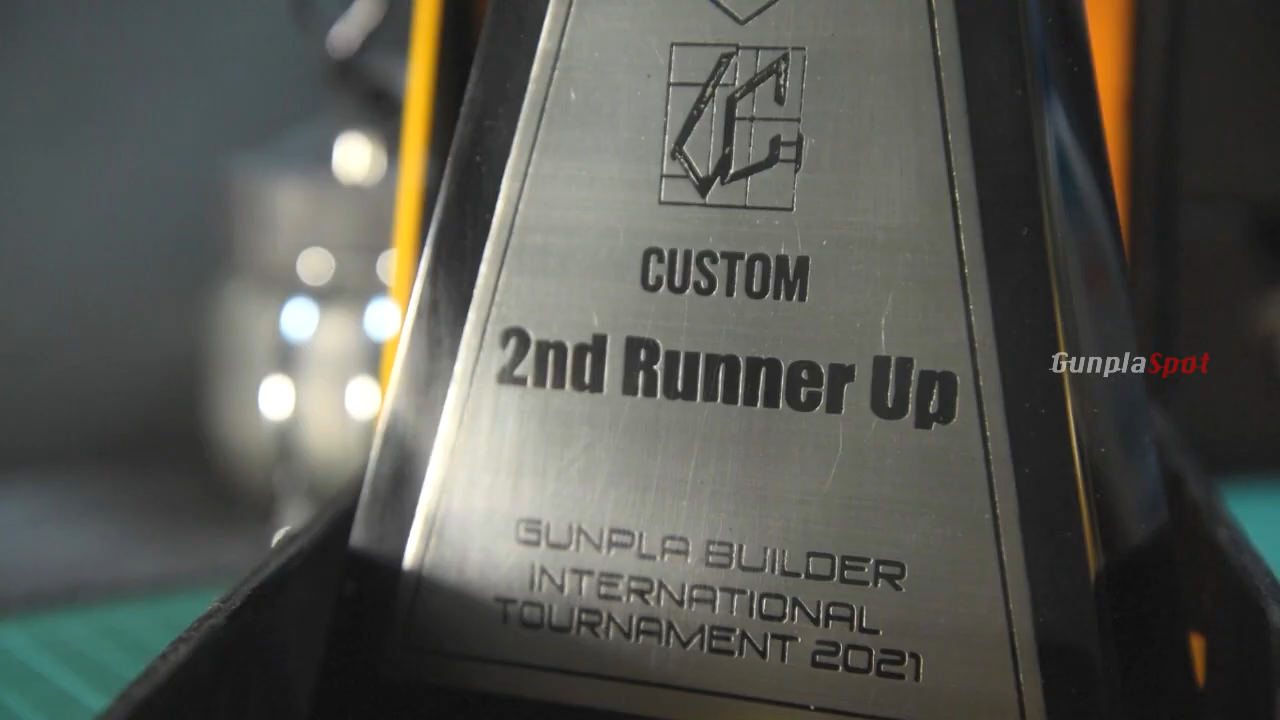 CUSTOM
2nd Runner Up
GunplaSpot
GUNPLA BUILDER
INTERNATIONAL
TOURNAMENT 2021